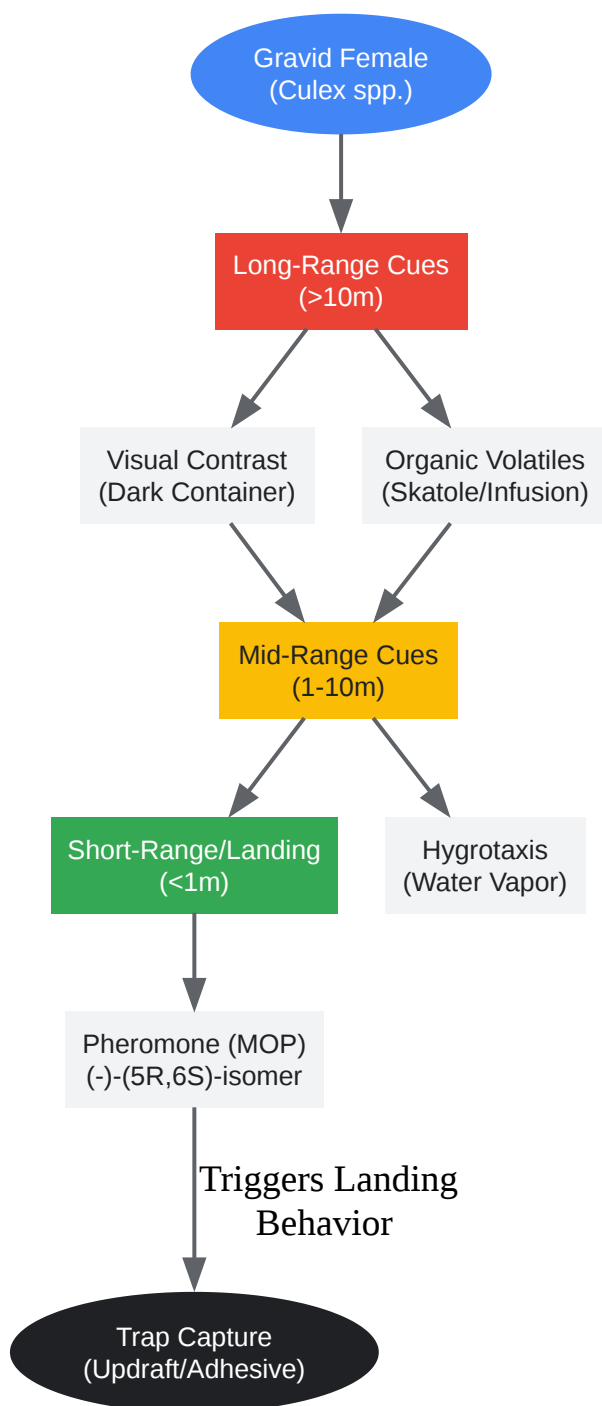 Gravid Female
(Culex spp.)
Long-Range Cues
(>10m)
Visual Contrast
(Dark Container)
Organic Volatiles
(Skatole/Infusion)
Mid-Range Cues
(1-10m)
Short-Range/Landing
(<1m)
Hygrotaxis
(Water Vapor)
Pheromone (MOP)
(-)-(5R,6S)-isomer
Triggers Landing
Behavior
Trap Capture
(Updraft/Adhesive)